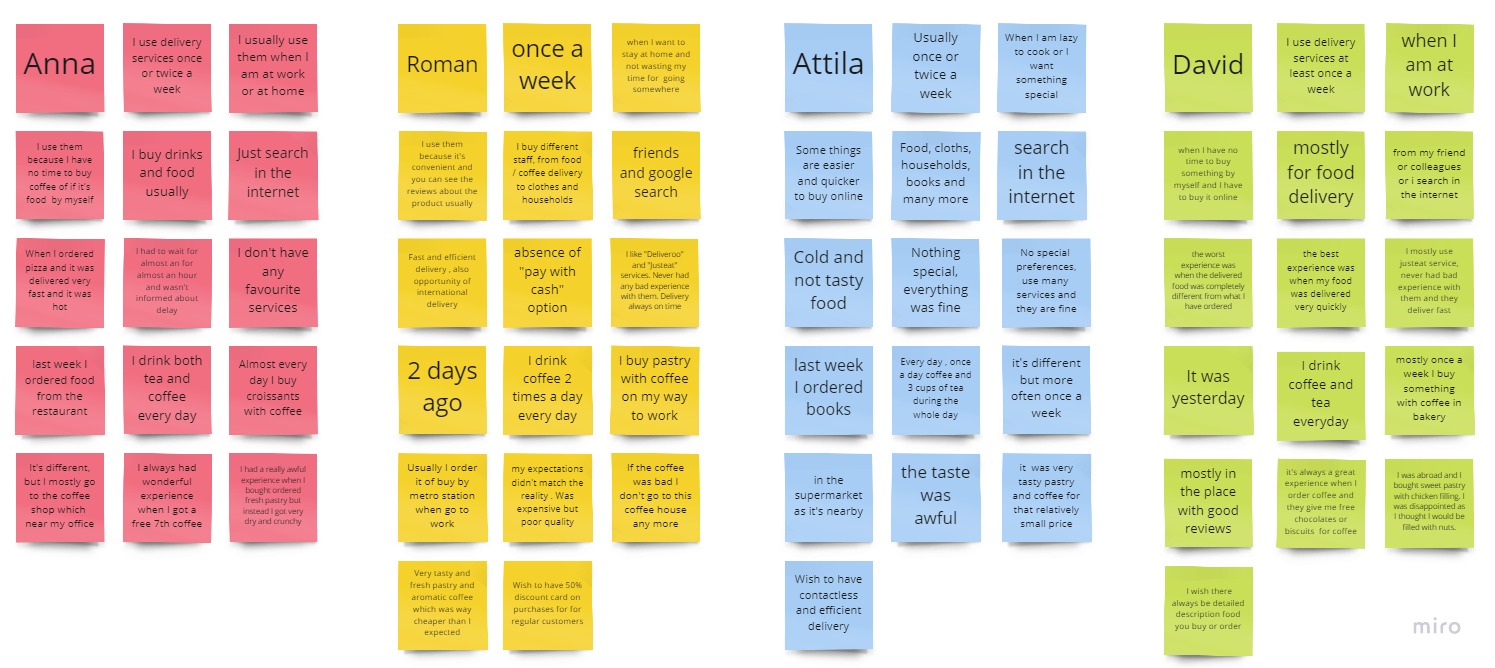 Anna
I use delivery
services once
or twice a
week
I usually use
them when I
am at work
or at home
I use them
because I have
no time to buy
coffee of if it's
food by myself
I buy drinks
and food
usually
Just search
in the
internet
When I ordered
pizza and it was
delivered very
fast and it was
hot
I had to wait for
almost an for
almost an hour
and wasn't
informed about
delay
I don't have
any
favourite
services
last week I
ordered food
from the
restaurant
I drink both
tea and
coffee
every day
Almost every
day I buy
croissants
with coffee
It's different,
but I mostly go
to the coffee
shop which
near my office
I always had
wonderful
experience
when I got a
free 7th coffee
I had a really awful
experience when I
bought ordered
fresh pastry but
instead I got very
dry and crunchy
Roman
once a
week
when I want to
stay at home and
not wasting my
time for going
somewhere
I use them
because it's
convenient and
you can see the
reviews about the
product usually
I buy different
staff, from food
/ coffee delivery
to clothes and
households
friends
and google
search
Fast and efficient
delivery , also
opportunity of
international
delivery
absence of
"pay with
cash"
option
I like "Deliveroo"
and "Justeat"
services. Never had
any bad experience
with them. Delivery
always on time
2 days
ago
I drink
coffee 2
times a day
every day
I buy pastry
with coffee
on my way
to work
Usually I order
it of buy by
metro station
when go to
work
my expectations
didn't match the
reality . Was
expensive but
poor quality
If the coffee
was bad I
don't go to this
coffee house
any more
Very tasty and
fresh pastry and
aromatic coffee
which was way
cheaper than I
expected
Wish to have 50%
discount card on
purchases for for
regular customers
Attila
Usually
once or
twice a
week
When I am lazy
to cook or I
want
something
special
Some things
are easier
and quicker
to buy online
Food, cloths,
households,
books and
many more
search
in the
internet
Cold and
not tasty
food
Nothing
special,
everything
was fine
No special
preferences,
use many
services and
they are fine
last week
I ordered
books
Every day , once
a day coffee and
3 cups of tea
during the
whole day
it's different
but more
often once a
week
in the
supermarket
as it's nearby
the taste
was
awful
it was very
tasty pastry
and coffee for
that relatively
small price
Wish to have
contactless
and efficient
delivery
David
I use delivery
services at
least once a
week
when I
am at
work
when I have no
time to buy
something by
myself and I have
to buy it online
mostly
for food
delivery
from my friend
or colleagues
or i search in
the internet
the worst
experience was
when the delivered
food was completely
different from what I
have ordered
the best
experience was
when my food
was delivered
very quickly
I mostly use
justeat service,
never had bad
experience with
them and they
deliver fast
It was
yesterday
I drink
coffee and
tea
everyday
mostly once a
week I buy
something
with coffee in
bakery
mostly in
the place
with good
reviews
it's always a great
experience when I
order coffee and
they give me free
chocolates or
biscuits for coffee
I was abroad and I
bought sweet pastry
with chicken filling. I
was disappointed as
I thought I would be
filled with nuts.
I wish there
always be detailed
description food
you buy or order
miro